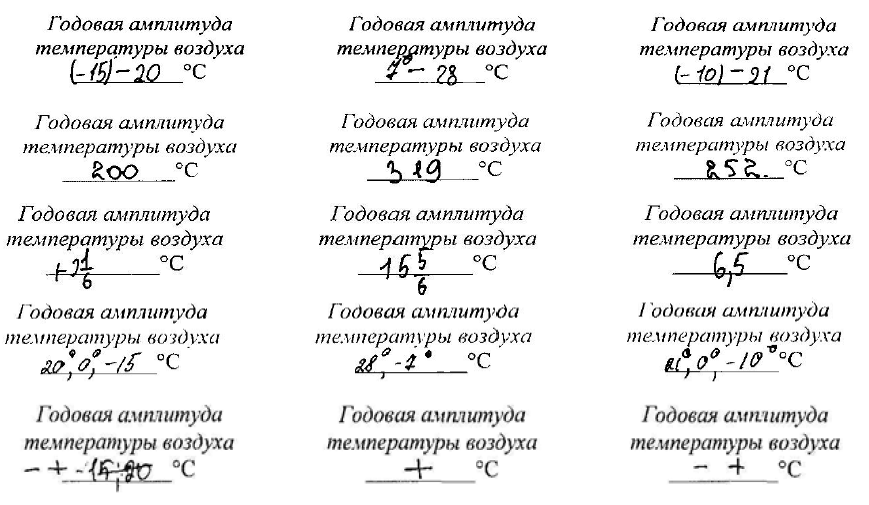 Годовая амплитуда Годовая амплитуда Годовая амплитуда
температуры воздуха температуры воздуха температуры воздуха
(-15)-20 °C 7°- 28 °C (-10)-21 °C
Годовая амплитуда Годовая амплитуда Годовая амплитуда
температуры воздуха температуры воздуха температуры воздуха
200 °C 319 °C 252 °C
Годовая амплитуда Годовая амплитуда Годовая амплитуда
температуры воздуха температуры воздуха температуры воздуха
°C 15 5/6 °C 6,5 °C
Годовая амплитуда Годовая амплитуда Годовая амплитуда
температуры воздуха температуры воздуха температуры воздуха
20°, 0°, -15 °C 28°, -7° °C 21°, 0°, -10° °C
Годовая амплитуда Годовая амплитуда Годовая амплитуда
температуры воздуха температуры воздуха температуры воздуха
- + -15,20 °C + °C - + °C